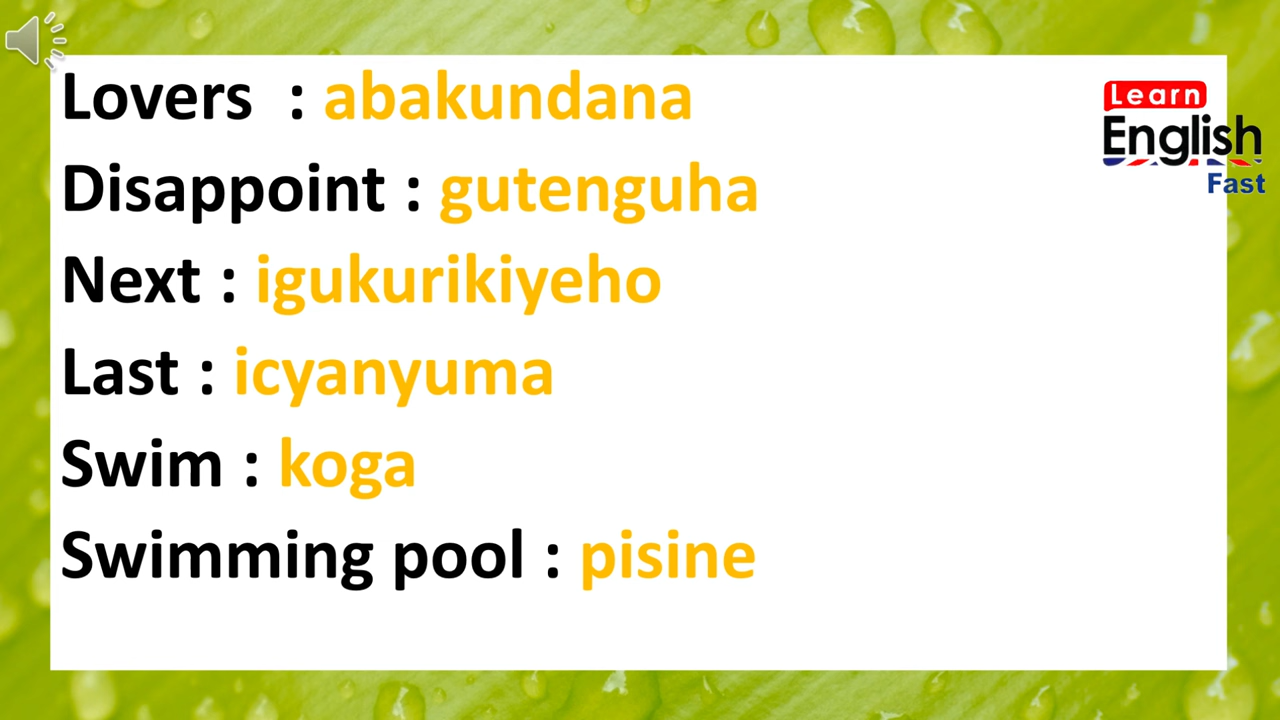 Lovers : abakundana
Disappoint : gutenguha
Next : igukurikiyeho
Last : icyanyuma
Swim : koga
Swimming pool : pisine
Learn
English
Fast